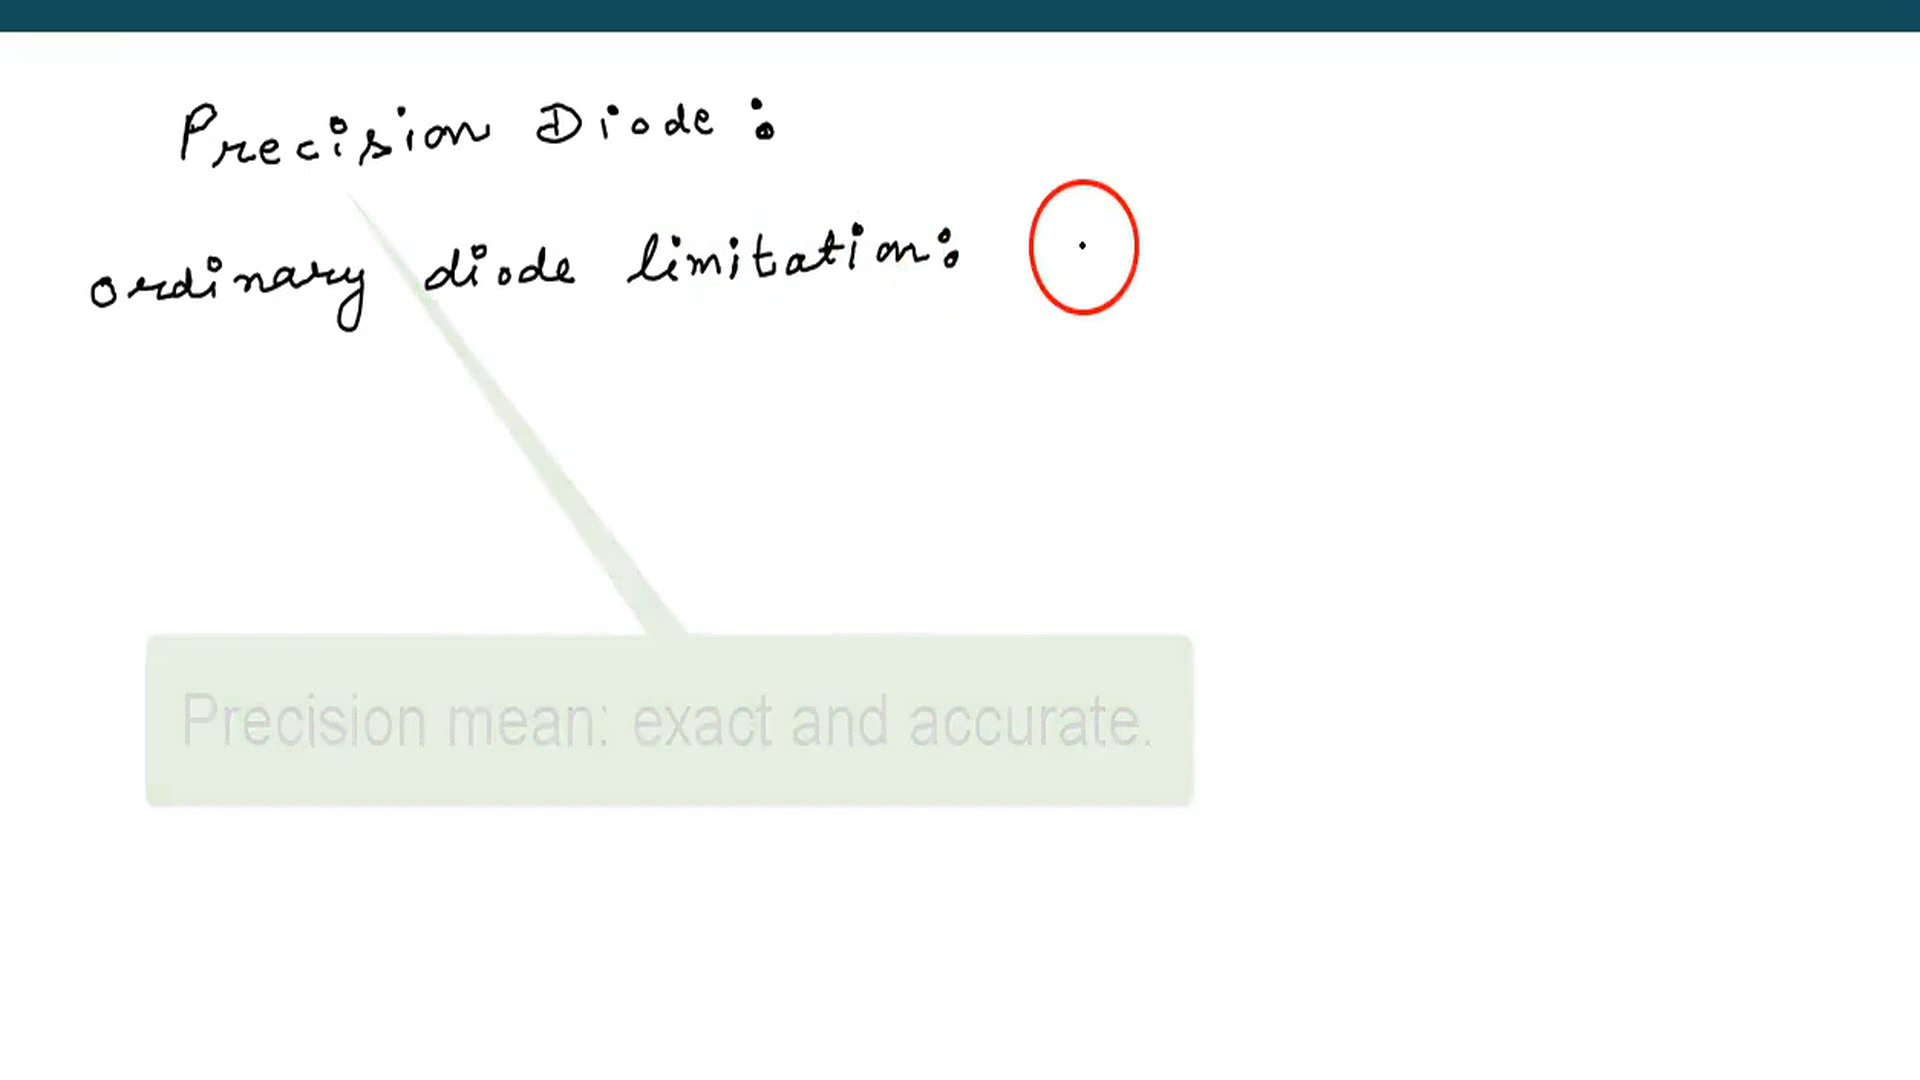 Precision Diode:
ordinary diode limitation:
Precision mean: exact and accurate.